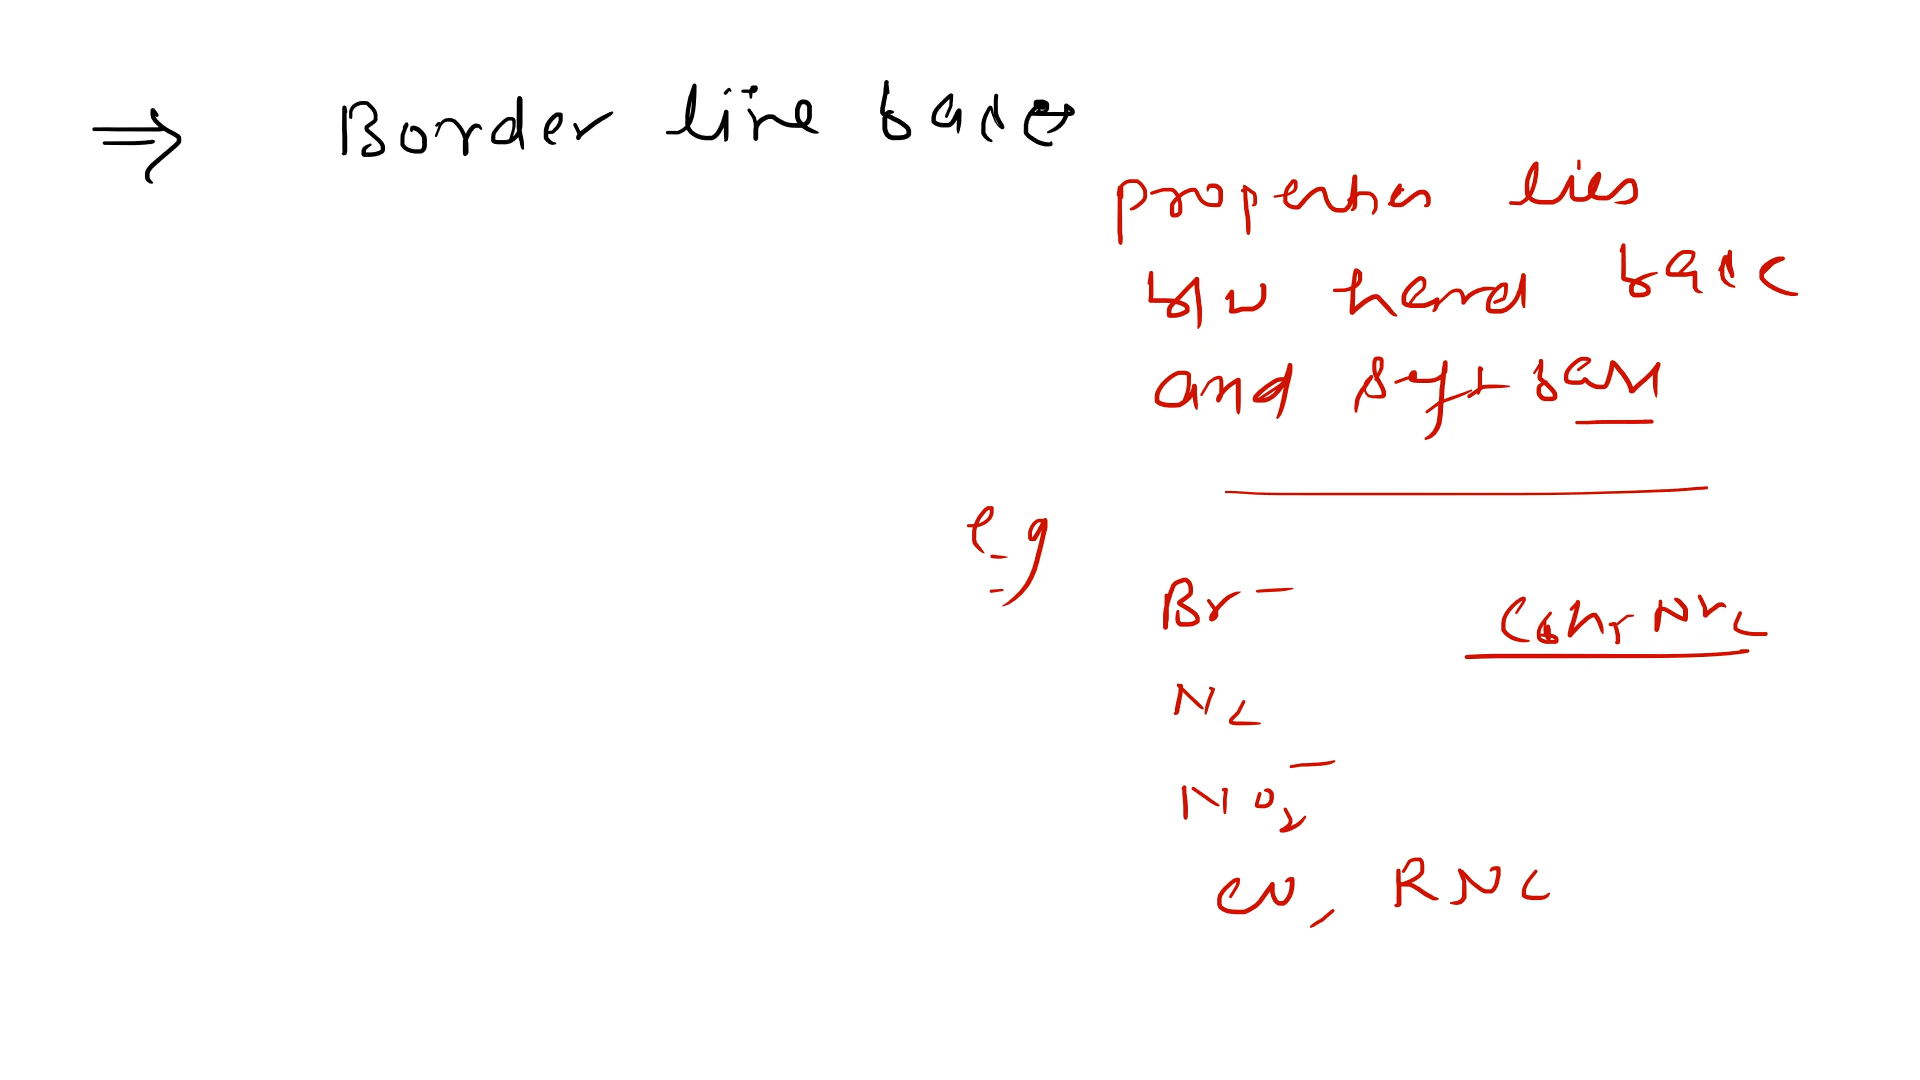 ⇒ Border line base
properties lies
b/w hard base
and soft base
e.g
Br⁻ C₆H₅NH₂
N₂
NO₂⁻
CO, RNC